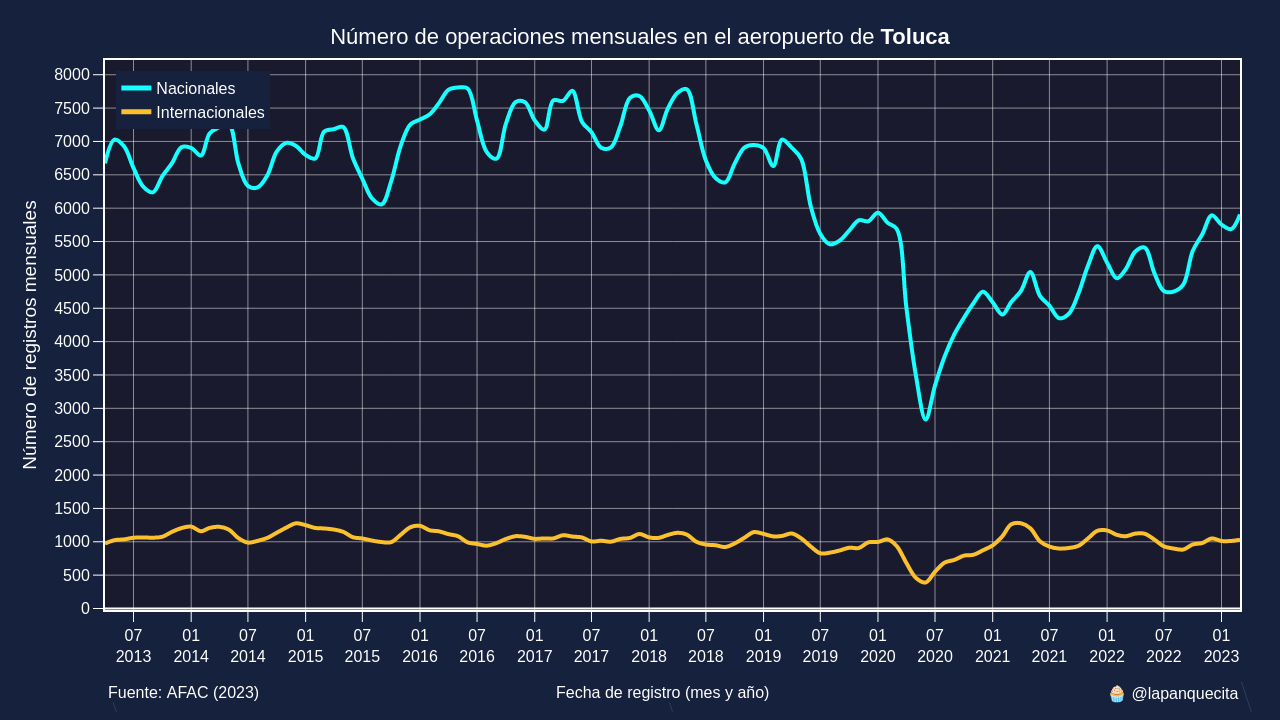 Número de operaciones mensuales en el aeropuerto de Toluca
Nacionales
Internacionales
Número de registros mensuales
8000
7500
7000
6500
6000
5500
5000
4500
4000
3500
3000
2500
2000
1500
1000
500
0
07 01 07 01 07 01 07 01 07 01 07 01 07 01 07 01 07 01 07 01
2013 2014 2014 2015 2015 2016 2016 2017 2017 2018 2018 2019 2019 2020 2020 2021 2021 2022 2022 2023
Fuente: AFAC (2023)
Fecha de registro (mes y año)
🧁 @lapanquecita